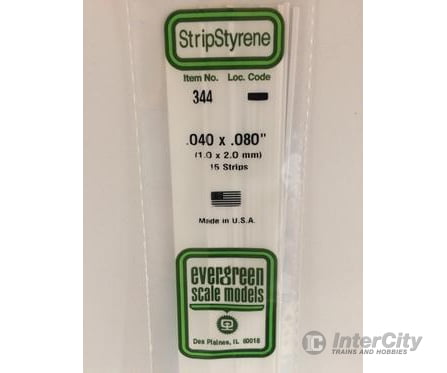 StripStyrene
Item No. Loc. Code
344
.040 x .080"
(1.0 x 2.0 mm)
15 Strips
Made in U.S.A.
evergreen
scale models
Des Plaines, IL 60018
IC InterCity
TRAINS AND HOBBIES